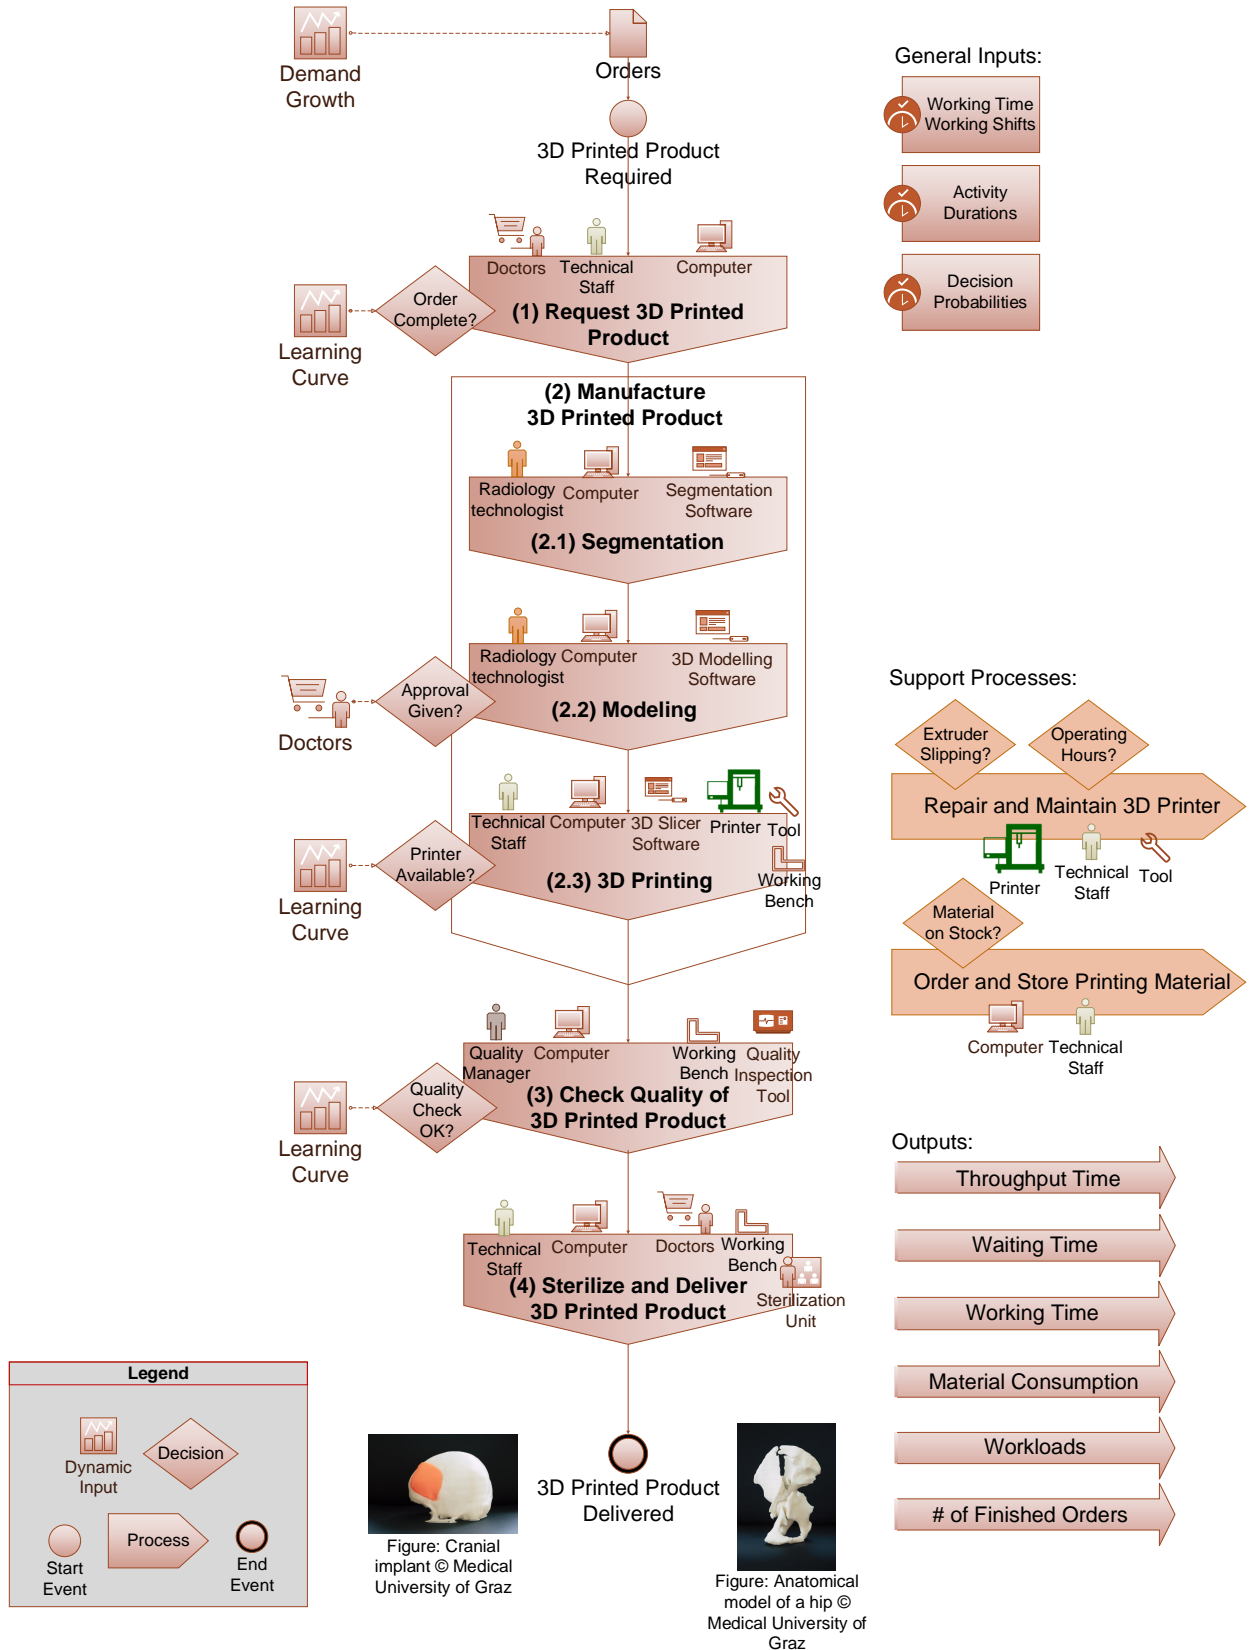 Demand
Growth
Orders
3D Printed Product
Required
General Inputs:
Working Time
Working Shifts
Activity
Durations
Decision
Probabilities
Doctors
Technical
Staff
Computer
Order
Complete?
(1) Request 3D Printed
Product
Learning
Curve
(2) Manufacture
3D Printed Product
Radiology
technologist
Computer
Segmentation
Software
(2.1) Segmentation
Radiology
technologist
Computer
3D Modelling
Software
Approval
Given?
(2.2) Modeling
Doctors
Technical
Staff
Computer
3D Slicer
Software
Printer
Tool
Printer
Available?
(2.3) 3D Printing
Working
Bench
Learning
Curve
Support Processes:
Extruder
Slipping?
Operating
Hours?
Repair and Maintain 3D Printer
Printer
Technical
Staff
Tool
Material
on Stock?
Order and Store Printing Material
Computer
Technical
Staff
Quality
Manager
Computer
Working
Bench
Quality
Inspection
Tool
Quality
Check
OK?
(3) Check Quality of
3D Printed Product
Learning
Curve
Outputs:
Throughput Time
Waiting Time
Working Time
Material Consumption
Workloads
# of Finished Orders
Technical
Staff
Computer
Doctors
Working
Bench
(4) Sterilize and Deliver
3D Printed Product
Sterilization
Unit
Legend
Dynamic
Input
Decision
Start
Event
Process
End
Event
3D Printed Product
Delivered
Figure: Cranial
implant © Medical
University of Graz
Figure: Anatomical
model of a hip ©
Medical University of
Graz